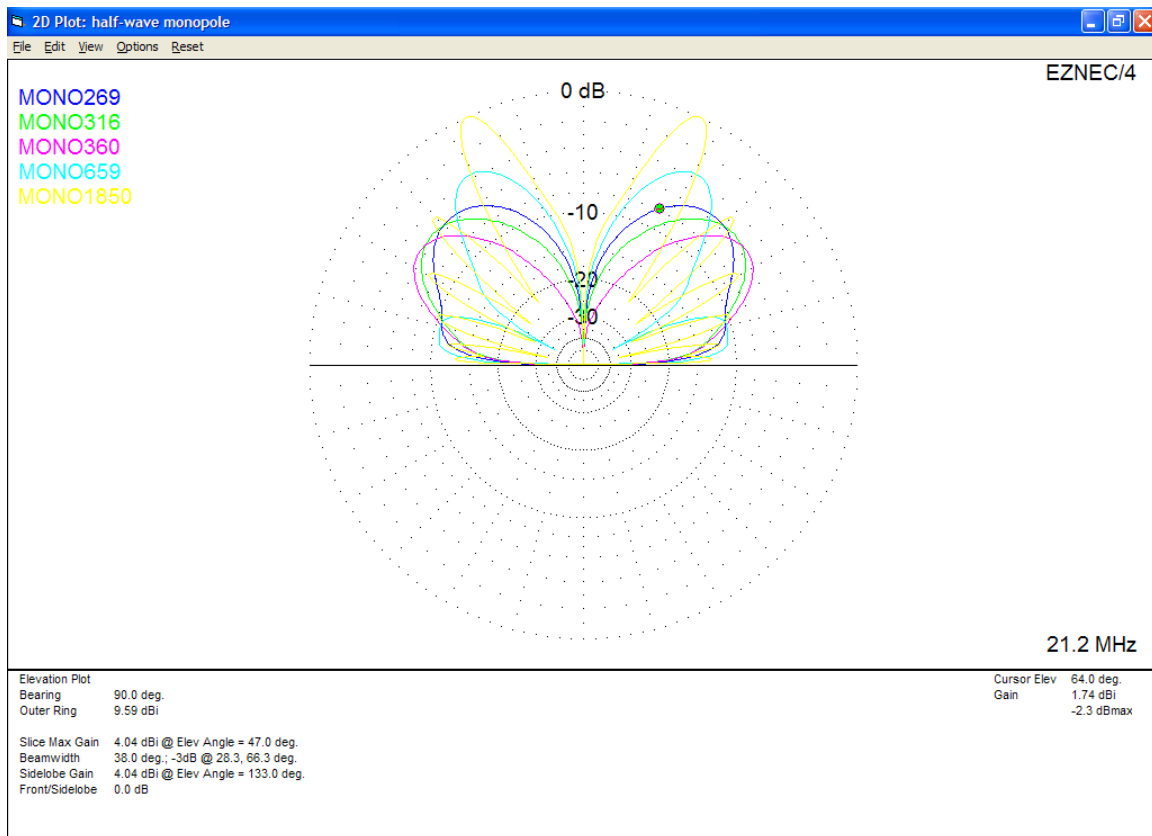 2D Plot: half-wave monopole
File Edit View Options Reset
EZNEC/4
MONO269
MONO316
MONO360
MONO659
MONO1850
0 dB
-10
-20
-30
21.2 MHz
Elevation Plot
Bearing 90.0 deg.
Outer Ring 9.59 dBi
Slice Max Gain 4.04 dBi @ Elev Angle = 47.0 deg.
Beamwidth 38.0 deg.; -3dB @ 28.3, 66.3 deg.
Sidelobe Gain 4.04 dBi @ Elev Angle = 133.0 deg.
Front/Sidelobe 0.0 dB
Cursor Elev 64.0 deg.
Gain 1.74 dBi
-2.3 dBmax